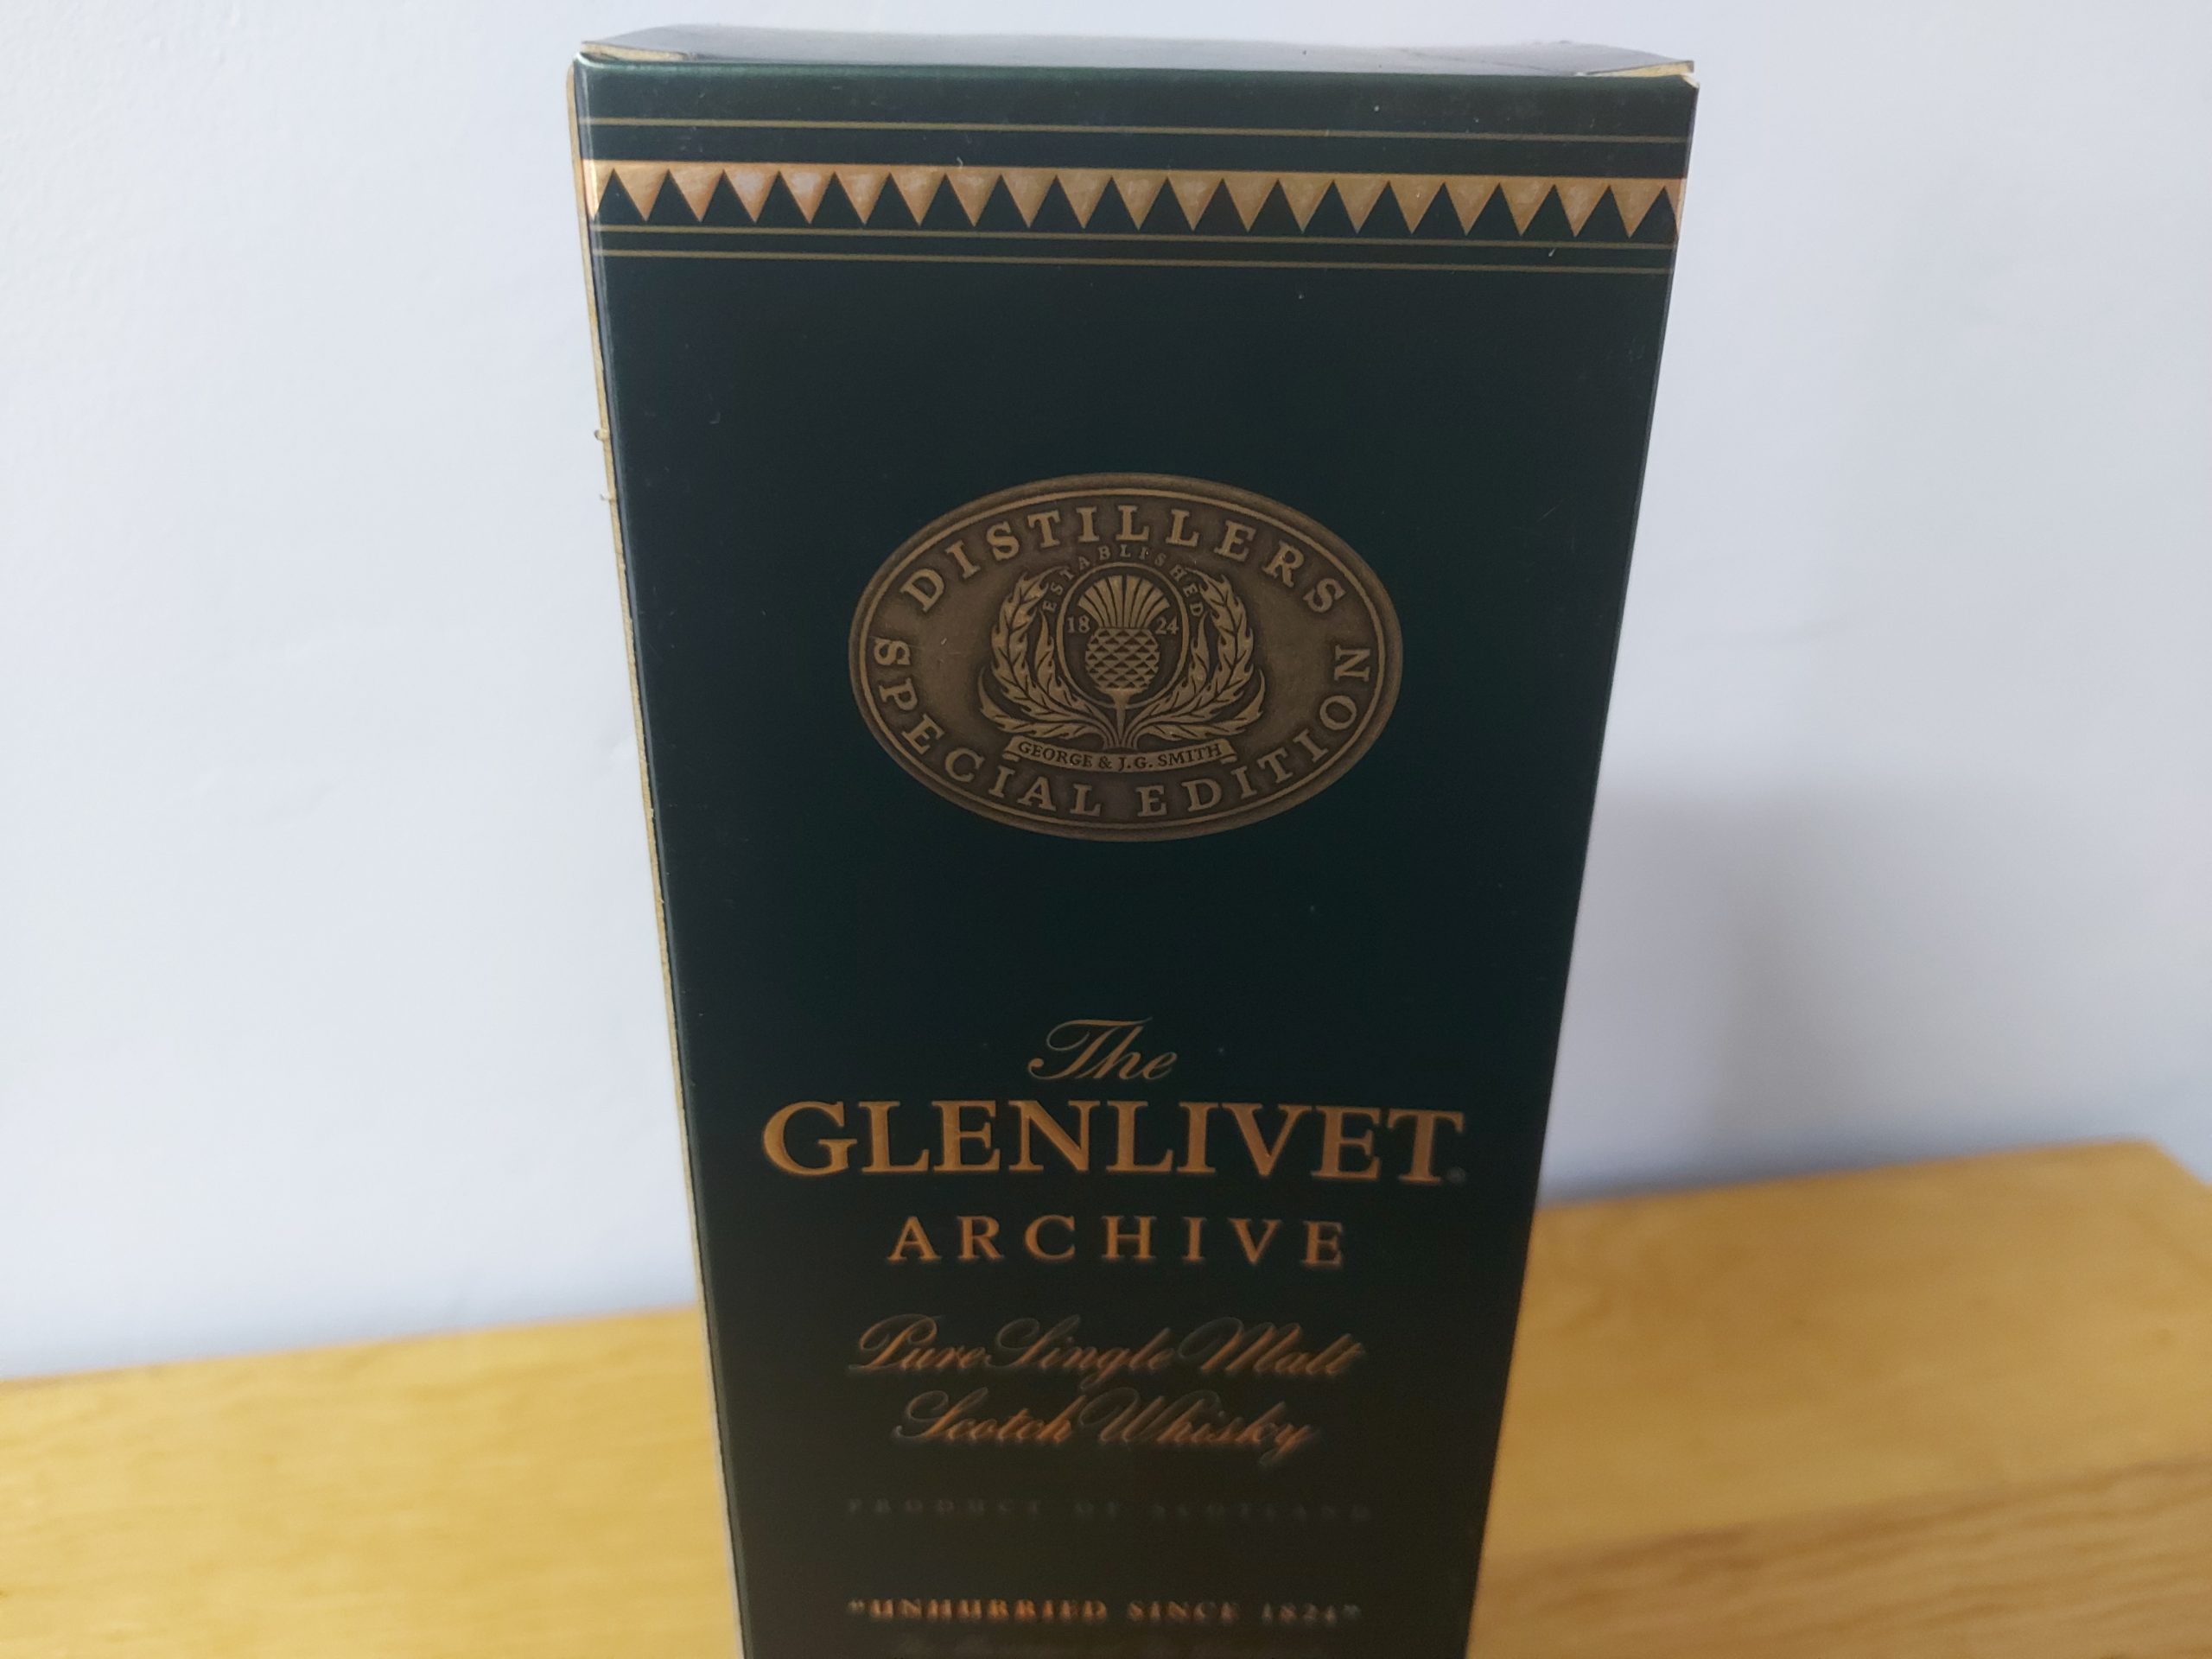 DISTILLERS
ESTABLISHED
18 24
GEORGE & J.G. SMITH
SPECIAL EDITION
The
GLENLIVET®
ARCHIVE
Pure Single Malt
Scotch Whisky
PRODUCT OF SCOTLAND
"UNHURRIED SINCE 1824"